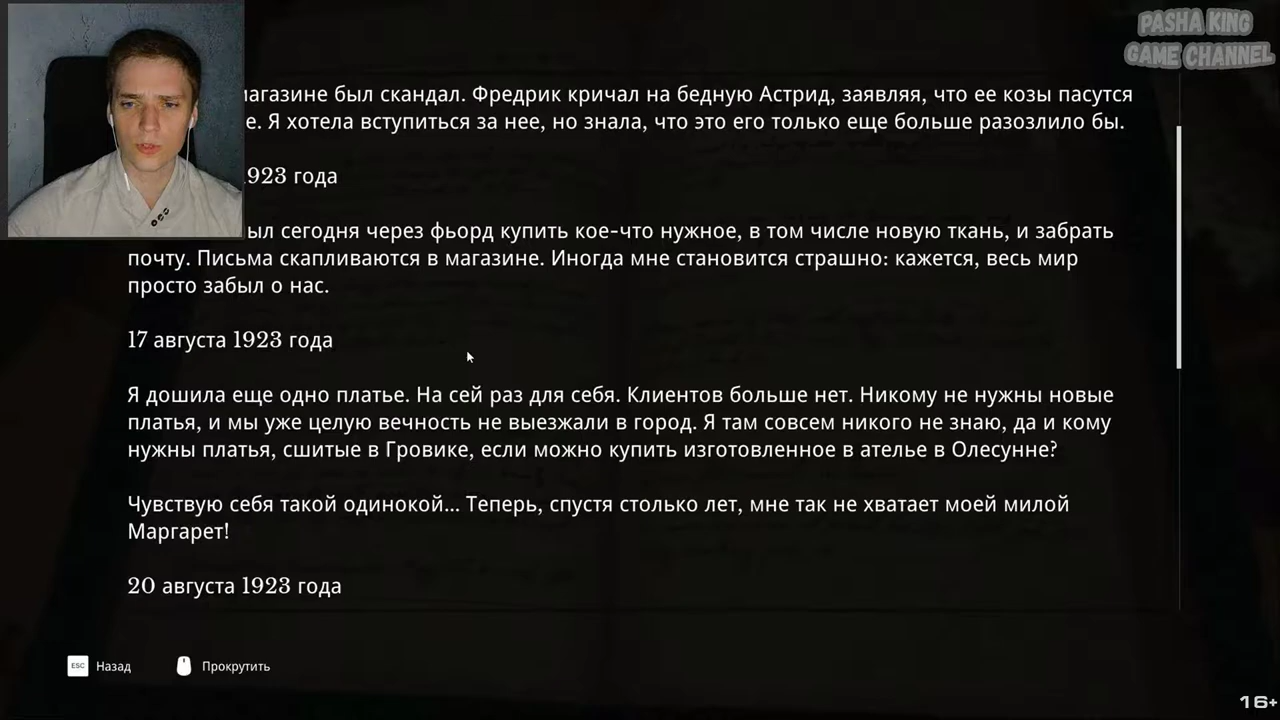 PASHA KING
GAME CHANNEL
магазине был скандал. Фредрик кричал на бедную Астрид, заявляя, что ее козы пасутся
е. Я хотела вступиться за нее, но знала, что это его только еще больше разозлило бы.
1923 года
ыл сегодня через фьорд купить кое-что нужное, в том числе новую ткань, и забрать
почту. Письма скапливаются в магазине. Иногда мне становится страшно: кажется, весь мир
просто забыл о нас.
17 августа 1923 года
Я дошила еще одно платье. На сей раз для себя. Клиентов больше нет. Никому не нужны новые
платья, и мы уже целую вечность не выезжали в город. Я там совсем никого не знаю, да и кому
нужны платья, сшитые в Гровике, если можно купить изготовленное в ателье в Олесунне?
Чувствую себя такой одинокой... Теперь, спустя столько лет, мне так не хватает моей милой
Маргарет!
20 августа 1923 года
ESC Назад Прокрутить
16+